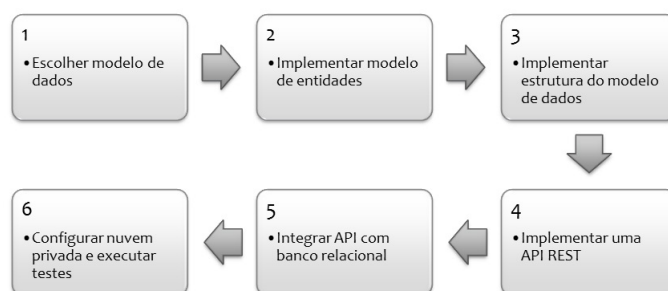 1
•Escolher modelo de
dados
2
•Implementar modelo
de entidades
3
•Implementar
estrutura do modelo
de dados
4
•Implementar uma
API REST
5
•Integrar API com
banco relacional
6
•Configurar nuvem
privada e executar
testes